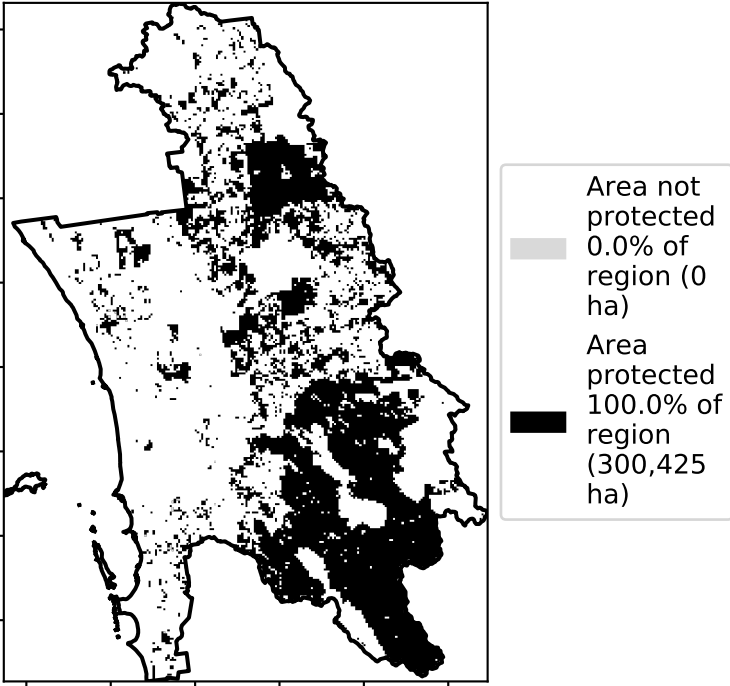 Area not
protected
0.0% of
region (0
ha)
Area
protected
100.0% of
region
(300,425
ha)